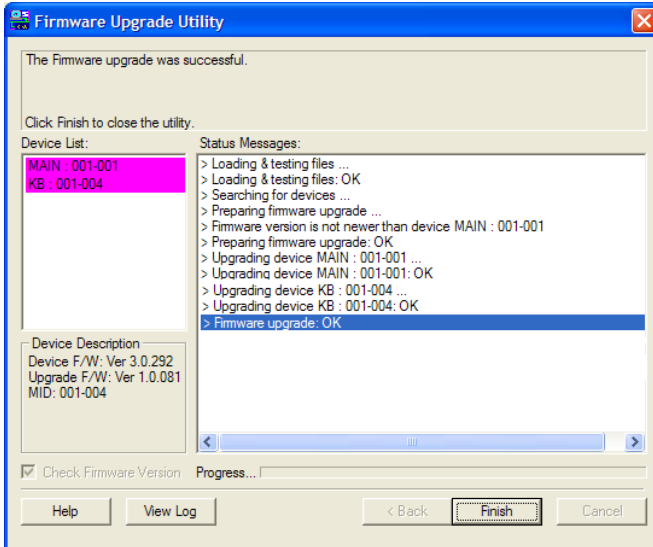 Firmware Upgrade Utility
The Firmware upgrade was successful.
Click Finish to close the utility.
Device List:
MAIN : 001-001
KB : 001-004
Status Messages:
> Loading & testing files ...
> Loading & testing files: OK
> Searching for devices ...
> Preparing firmware upgrade ...
> Firmware version is not newer than device MAIN : 001-001
> Preparing firmware upgrade: OK
> Upgrading device MAIN : 001-001 ...
> Upgrading device MAIN : 001-001: OK
> Upgrading device KB : 001-004 ...
> Upgrading device KB : 001-004: OK
> Firmware upgrade: OK
Device Description
Device F/W: Ver 3.0.292
Upgrade F/W: Ver 1.0.081
MID: 001-004
Check Firmware Version
Progress...
Help
View Log
< Back
Finish
Cancel